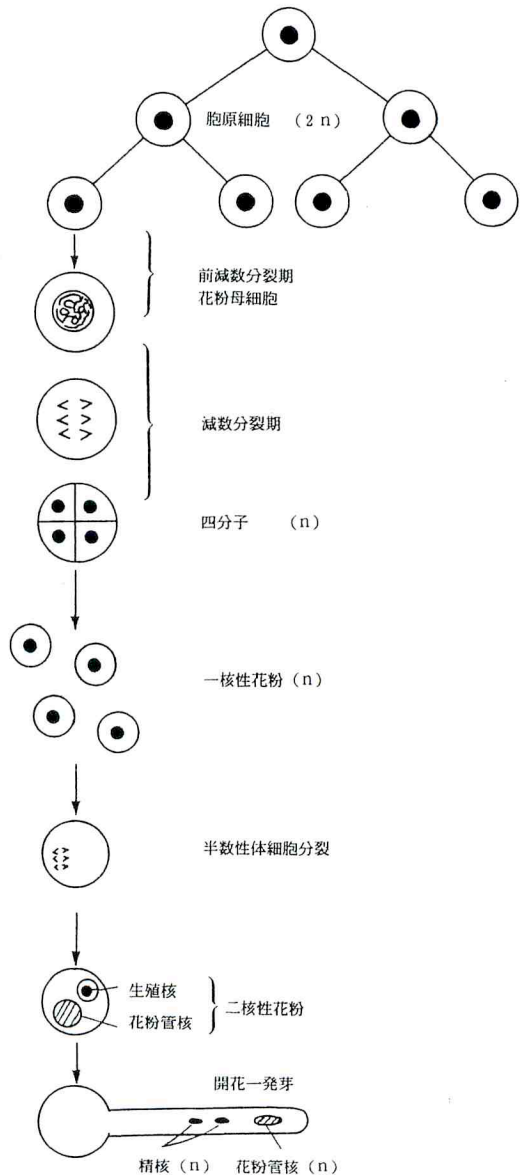 胞原細胞 (2n)
前減数分裂期
花粉母細胞
減数分裂期
四分子 (n)
一核性花粉(n)
半数性体細胞分裂
生殖核
花粉管核
二核性花粉
開花一発芽
精核(n) 花粉管核(n)